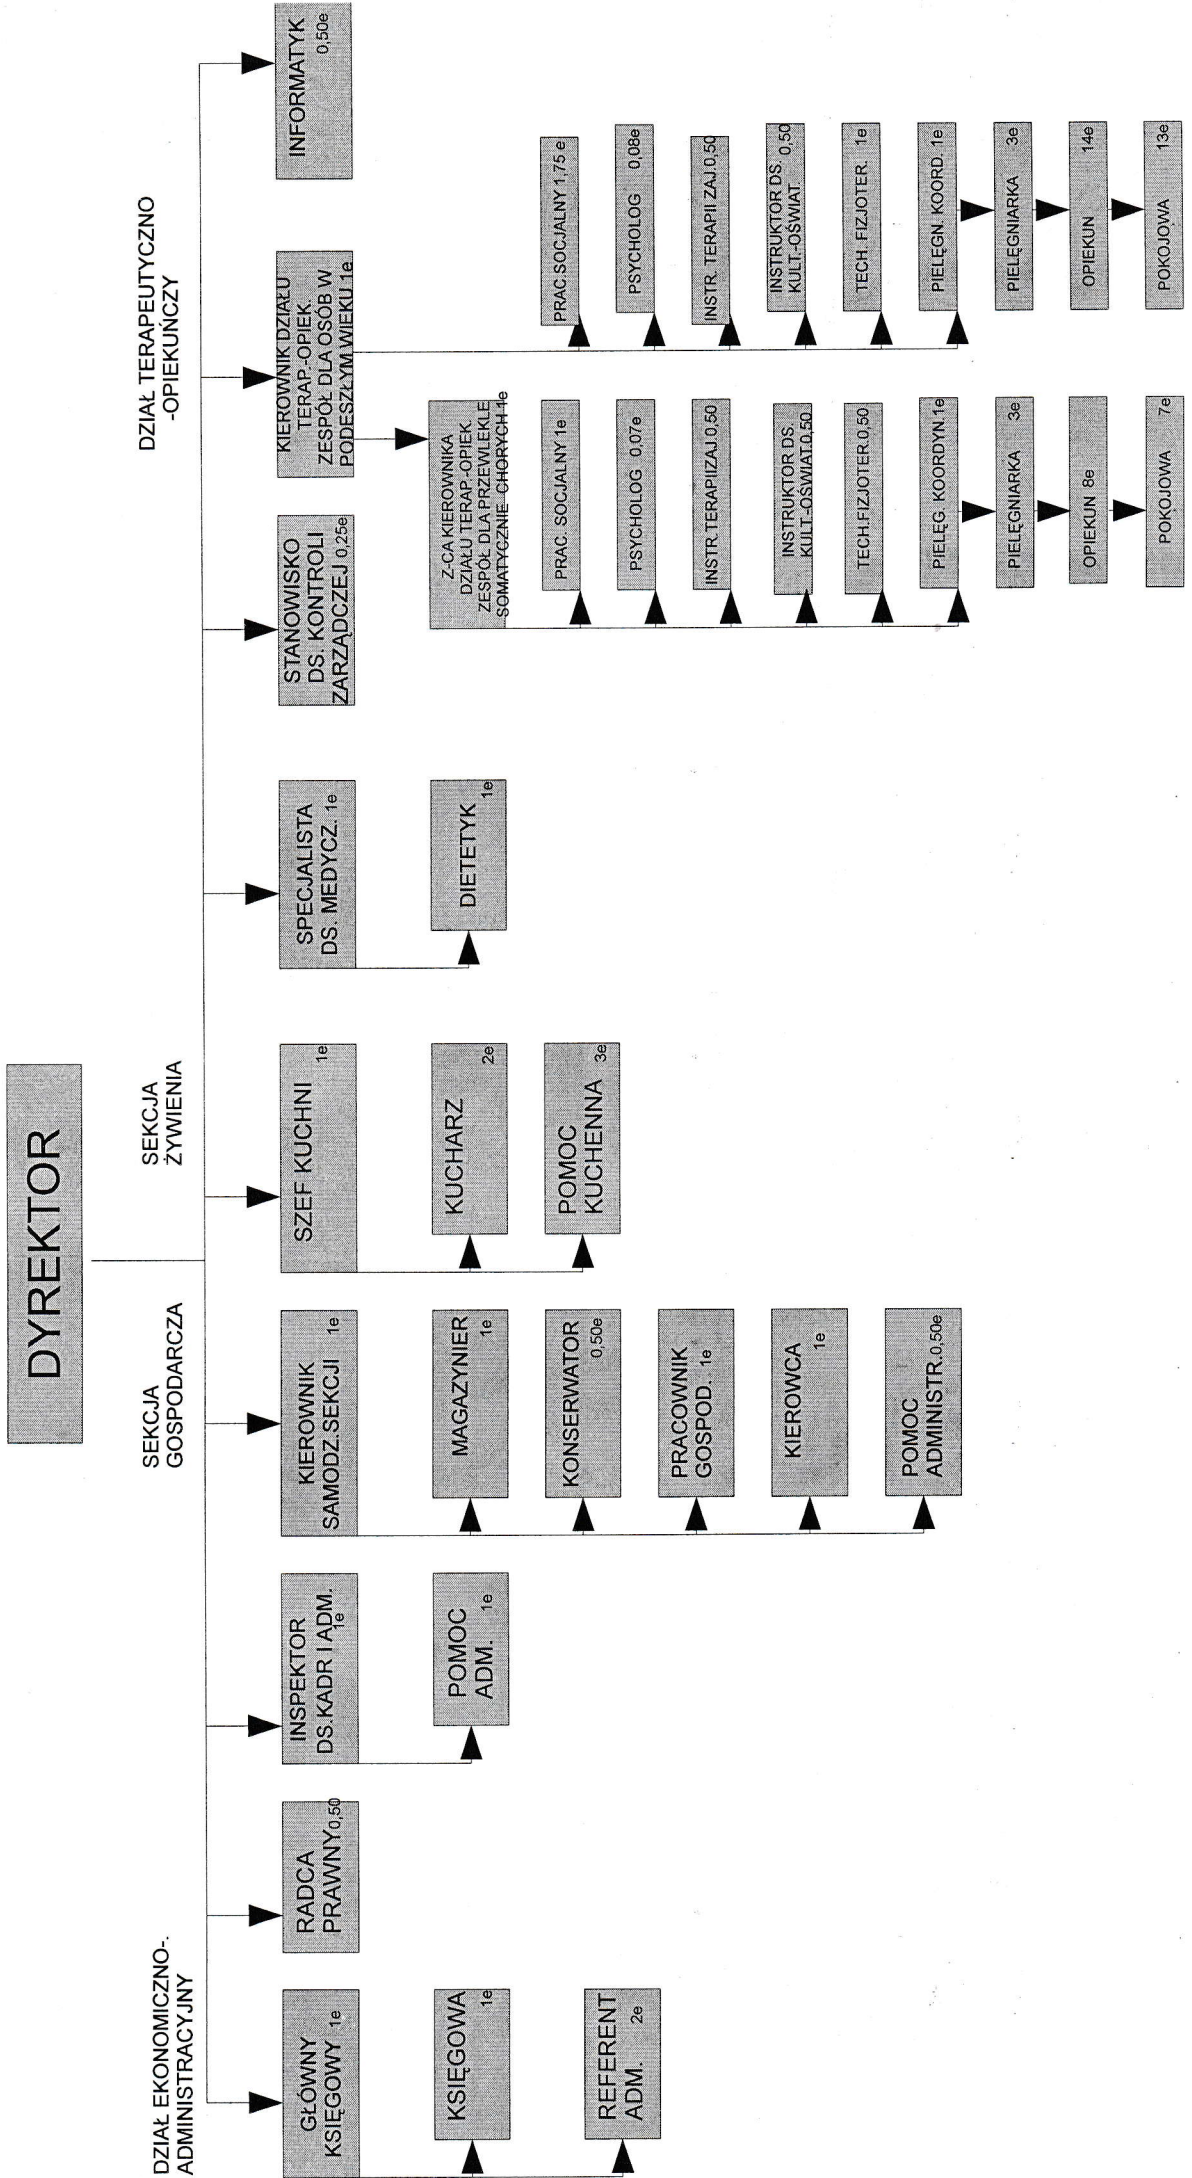 DYREKTOR
DZIAŁ EKONOMICZNO-.
ADMINISTRACYJNY
SEKCJA
GOSPODARCZA
SEKCJA
ŻYWIENIA
DZIAŁ TERAPEUTYCZNO
-OPIEKUŃCZY
GŁÓWNY
KSIĘGOWY 1e
KSIĘGOWA
1e
REFERENT
ADM. 2e
RADCA
PRAWNY0,50
INSPEKTOR
DS.KADR I ADM.
1e
POMOC
ADM. 1e
KIEROWNIK
SAMODZ.SEKCJI 1e
MAGAZYNIER
1e
KONSERWATOR
0,50e
PRACOWNIK
GOSPOD. 1e
KIEROWCA
1e
POMOC
ADMINISTR.0,50e
SZEF KUCHNI
1e
KUCHARZ
2e
POMOC
KUCHENNA 3e
SPECJALISTA
DS. MEDYCZ. 1e
DIETETYK
1e
STANOWISKO
DS. KONTROLI
ZARZĄDCZEJ 0,25e
KIEROWNIK DZIAŁU
TERAP.-OPIEK.
ZESPÓŁ DLA OSÓB W
PODESZŁYM WIEKU 1e
Z-CA KIEROWNIKA
DZIAŁU TERAP.-OPIEK.
ZESPÓŁ DLA PRZEWLEKLE
SOMATYCZNIE CHORYCH 1e
PRAC. SOCJALNY 1e
PSYCHOLOG 0,07e
INSTR.TERAPIIZAJ.0,50
INSTRUKTOR DS.
KULT.-OŚWIAT.0,50
TECH.FIZJOTER.0,50
PIELĘG. KOORDYN.1e
PIELĘGNIARKA 3e
OPIEKUN 8e
POKOJOWA 7e
PRAC.SOCJALNY 1,75 e
PSYCHOLOG 0,08e
INSTR. TERAPII ZAJ.0,50
INSTRUKTOR DS.
KULT.-OŚWIAT. 0,50
TECH. FIZJOTER. 1e
PIELĘGN. KOORD. 1e
PIELĘGNIARKA 3e
OPIEKUN 14e
POKOJOWA 13e
INFORMATYK
0,50e